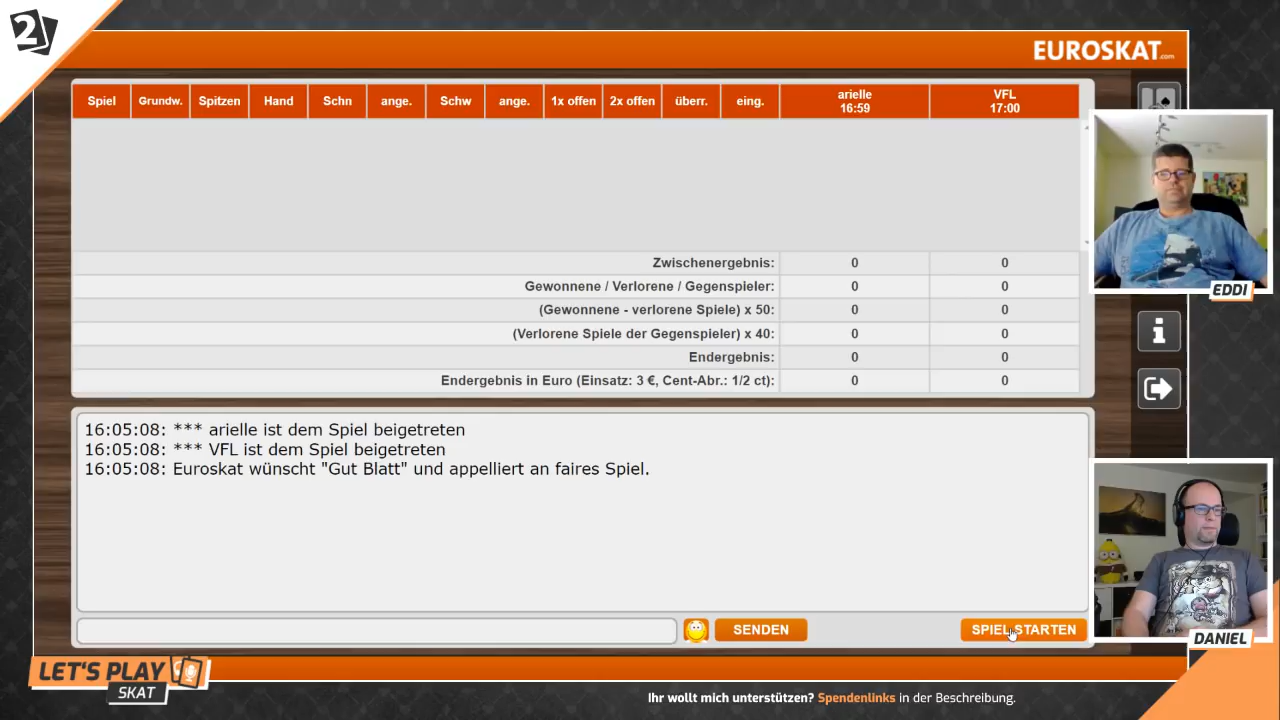 2
EUROSKAT.com
Spiel Grundw. Spitzen Hand Schn ange. Schw ange. 1x offen 2x offen überr. eing. arielle 16:59 VFL 17:00
Zwischenergebnis: 0 0
Gewonnene / Verlorene / Gegenspieler: 0 0
(Gewonnene - verlorene Spiele) x 50: 0 0
(Verlorene Spiele der Gegenspieler) x 40: 0 0
Endergebnis: 0 0
Endergebnis in Euro (Einsatz: 3 €, Cent-Abr.: 1/2 ct): 0 0
EDDI
i
16:05:08: *** arielle ist dem Spiel beigetreten
16:05:08: *** VFL ist dem Spiel beigetreten
16:05:08: Euroskat wünscht "Gut Blatt" und appelliert an faires Spiel.
SENDEN
SPIEL STARTEN
DANIEL
LET'S PLAY
SKAT
Ihr wollt mich unterstützen? Spendenlinks in der Beschreibung.